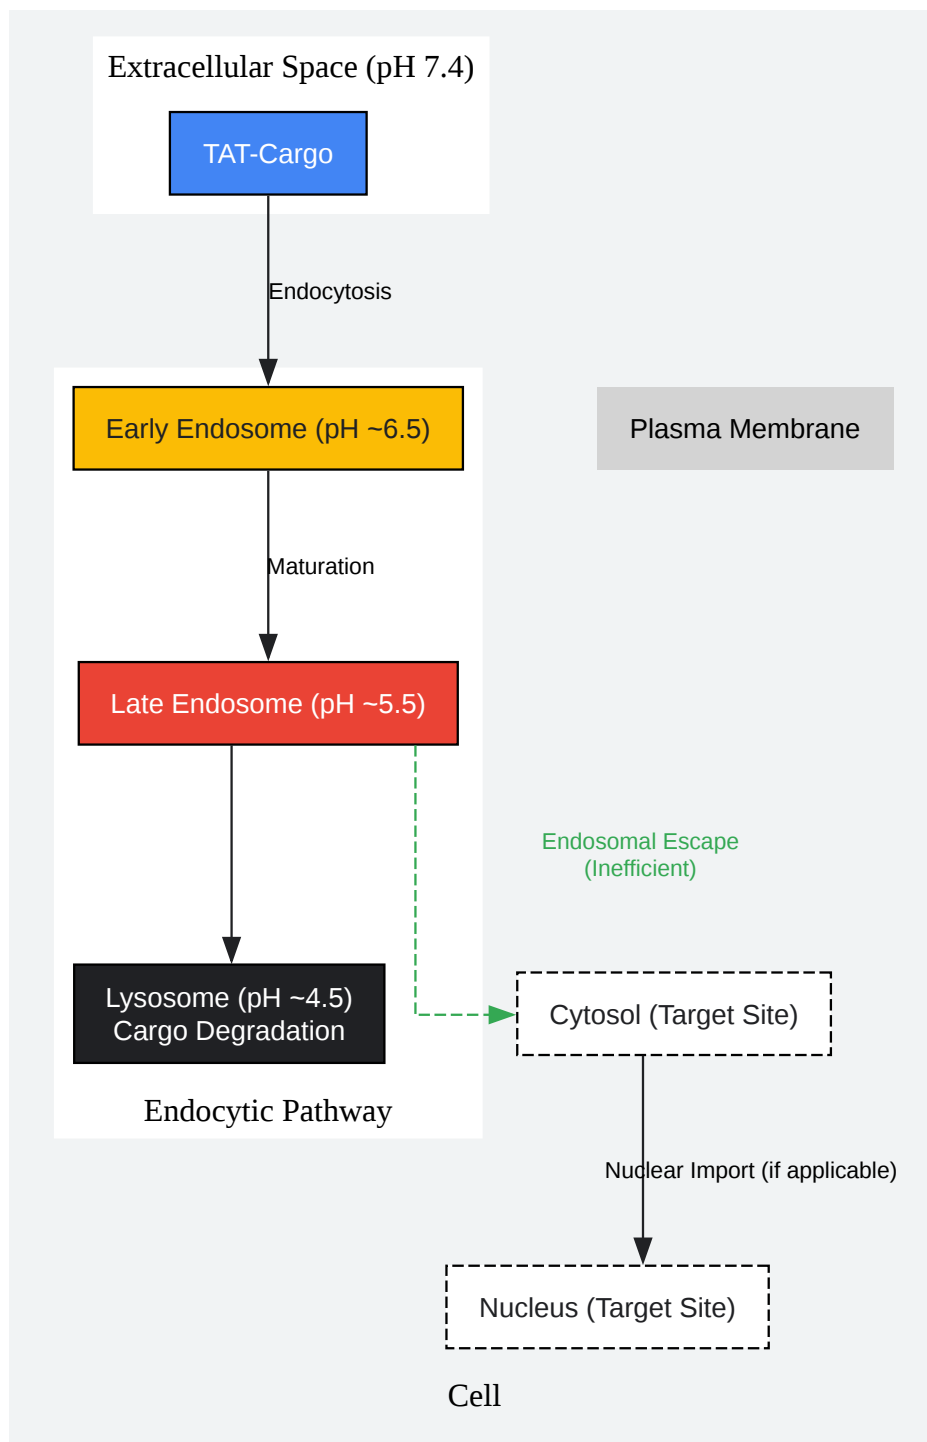 Extracellular Space (pH 7.4)
TAT-Cargo
Endocytosis
Early Endosome (pH ~6.5)
Plasma Membrane
Maturation
Late Endosome (pH ~5.5)
Endosomal Escape
(Inefficient)
Lysosome (pH ~4.5)
Cargo Degradation
Cytosol (Target Site)
Endocytic Pathway
Nuclear Import (if applicable)
Nucleus (Target Site)
Cell